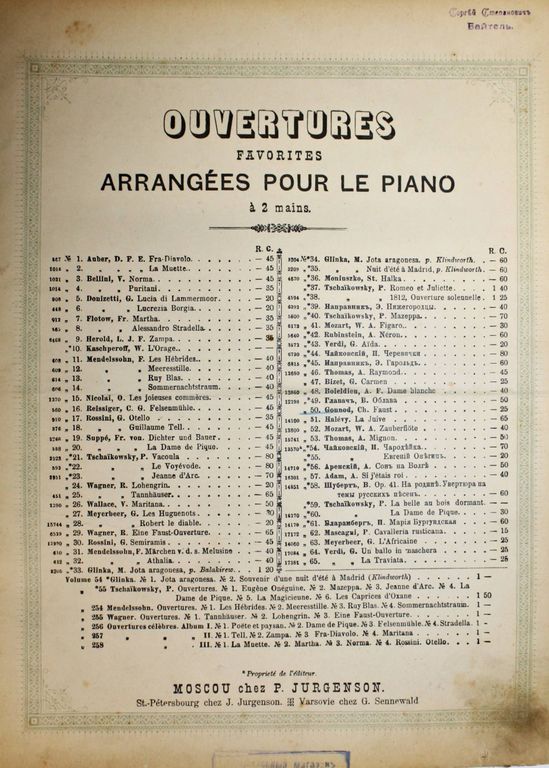 Сергѣй Степановичъ
Бейтель.
OUVERTURES
FAVORITES
ARRANGÉES POUR LE PIANO
à 2 mains.
R. C.
№ 1. Auber, D. F. E. Fra-Diavolo. — 45
„ 2. „ „ „ La Muette. — 45
1021 „ 3. Bellini, V. Norma. — 45
1014 „ 4. „ Puritani — 35
908 „ 5. Donizetti, G. Lucia di Lammermoor. — 20
„ 6. „ Lucrezia Borgia. — 20
„ 7. Flotow, Fr. Martha. — 35
„ 8. „ Alessandro Stradella. — 35
„ 9. Herold, L. J. F. Zampa. — 35
„*10. Kaschperoff, W. L'Orage. — 40
„ 11. Mendelssohn, F. Les Hébrides. — 40
609 „ 12. „ Meeresstille. — 40
„ 13. „ Ruy Blas. — 40
„ 14. „ Sommernachtstraum. — 40
„ 15. Nicolaï, O. Les joieuses commères. — 45
„ 16. Reissiger, C. G. Felsenmühle. — 45
„ 17. Rossini, G. Otello — 35
„ 18. „ Guillaume Tell. — 45
„ 19. Suppé, Fr. von. Dichter und Bauer — 45
„ 20. „ „ La Dame de Pique. — 45
„*21. Tschaïkowsky, P. Vacoula — 80
„*22. „ Le Voyévode. — 80
„*23. „ Jeanne d'Arc — 70
„ 24. Wagner, R. Lohengrin. — 20
„ 25. „ Tannhäuser. — 65
„ 26. Wallace, V. Maritana. — 50
„ 27. Meyerbeer, G. Les Huguenots
15744 „ 28. „ Robert le diable. — 20
6529 „ 29. Wagner, R. Eine Faust-Ouverture. — 65
„ 30. Rossini, G. Semiramis — 45
„ 31. Mendelssohn, F. Märchen v. d. s. Melusine — 40
„ 32. „ Athalia. — 40
„*33. Glinka, M. Jota aragonesa, p. Balakirew. 1 20
R. C.
№*34. Glinka, M. Jota aragonesa. p. Klindworth. — 60
„*35. „ Nuit d'été à Madrid, p. Klindworth. — 60
„*36. Moniuszko, St. Halka — 60
„*37. Tschaïkowsky, P. Romeo et Juliette. 1 40
„*38. „ 1812, Ouverture solennelle 1 25
„*39. Направникъ, Э. Нижегородцы. — 40
„*40. Tschaïkowsky, P. Mazeppa. — 70
„ 41. Mozart, W. A. Figaro. — 30
„*42. Rubinstein, A. Néron. — 60
„ 43. Verdi, G. Aïda. — 20
„*44. Чайковскій, П. Черевички — 80
„*45. Направникъ, Э. Гарольдъ. — 60
„ 46. Thomas, A. Raymond. — 45
„ 47. Bizet, G. Carmen — 25
„ 48. Boïeldieu, A. F. Dame blanche — 40
„*49. Главачъ, В. Облава — 60
„ 50. Gounod, Ch. Faust. — 25
„ 51. Halévy. La Juive — 65
„ 52. Mozart, W. A. Zauberflöte — 40
„ 53. Thomas, A. Mignon. — 50
„*54. Чайковскій, П. Чародѣйка. — 70
„*55. „ Евгеній Онѣгинъ. — 20
„*56. Аренскій, А. Сонъ на Волгѣ — 50
„ 57. Adam, A. Si j'étais roi — 40
„*58. Шубертъ, В. Op. 41. На родинѣ. Увертюра на
темы русскихъ пѣсенъ. — 60
„*59. Tschaïkowsky, P. La belle au bois dormant.
„*60. „ La Dame de Pique. — 30
„*61. Бларамбергъ, П. Марія Бургундская — 60
„ 62. Mascagni, P. Cavalleria rusticana. — 15
„ 63. Meyerbeer, G. L'Africaine — 25
„ 64. Verdi, G. Un ballo in maschera — 25
„ 65. „ La Traviata. — 25
Volume 54 *Glinka. № 1. Jota aragonesa. № 2. Souvenir d'une nuit d'été à Madrid (Klindworth) 1 —
„ *55 Tschaïkowsky, P. Ouvertures. № 1. Eugène Onéguine. № 2. Mazeppa. № 3. Jeanne d'Arc. № 4. La
Dame de Pique. № 5. La Magicienne. № 6. Les Caprices d'Oxane 1 50
„ 254 Mendelssohn. Ouvertures. № 1. Hébrides. № 2. Meeresstille. № 3. Ruy Blas. № 4. Sommernachtstraum. 1 —
„ 255 Wagner. Ouvertures. № 1. Tannhäuser. № 2. Lohengrin. № 3. Eine Faust-Ouverture. 1 —
„ 256 Ouvertures célèbres. Album I. № 1. Poëte et paysan. № 2. Dame de Pique. № 3. Felsenmühle. № 4. Stradella. 1 —
„ 257 „ „ II. № 1. Tell. № 2. Zampa. № 3 Fra-Diavolo. № 4. Maritana 1 —
„ 258 „ „ III. № 1. La Muette. № 2. Martha. № 3. Norma. № 4. Rossini. Otello. 1 —
*Propriété de l'éditeur.
MOSCOU chez P. JURGENSON.
St.-Pétersbourg chez J. Jurgenson. Varsovie chez G. Sennewald